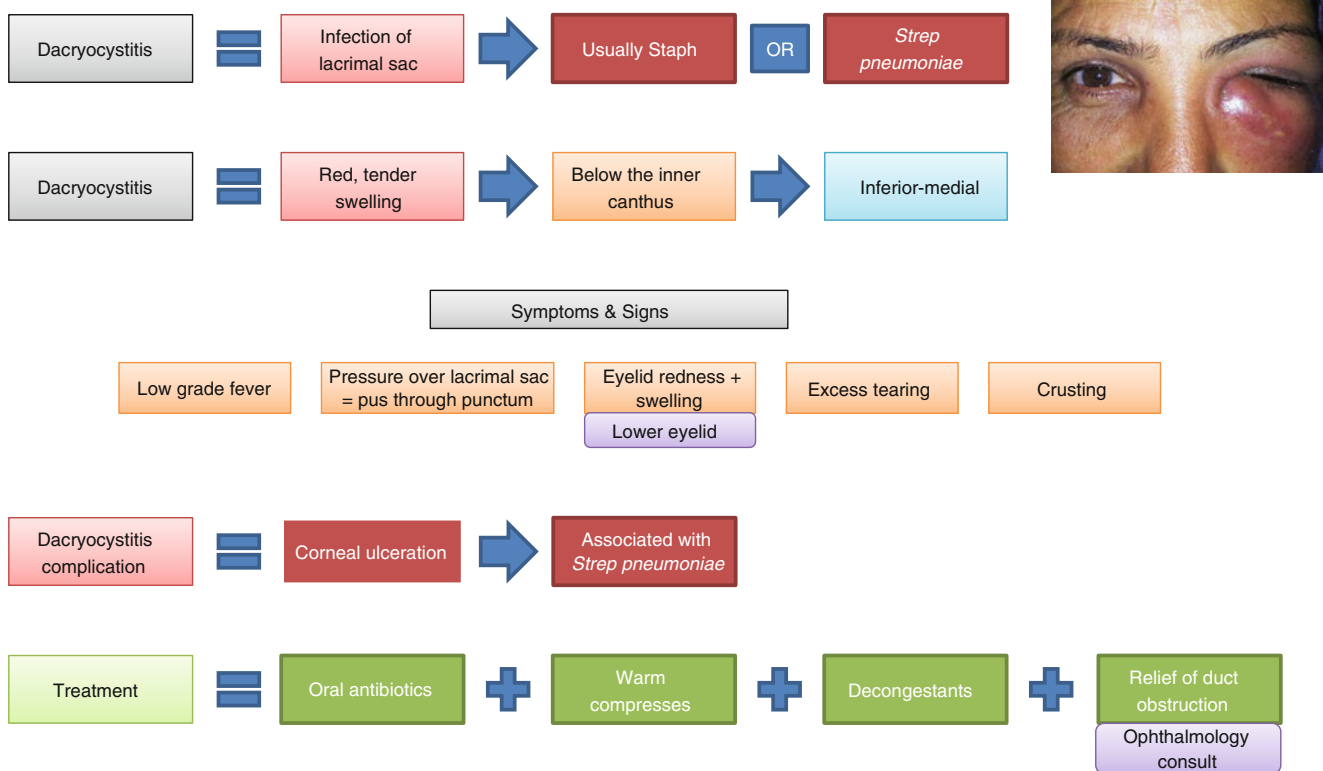 Dacryocystitis
Infection of
lacrimal sac
Usually Staph
OR
Strep
pneumoniae
Dacryocystitis
Red, tender
swelling
Below the inner
canthus
Inferior-medial
Symptoms & Signs
Low grade fever
Pressure over lacrimal sac
= pus through punctum
Eyelid redness +
swelling
Lower eyelid
Excess tearing
Crusting
Dacryocystitis
complication
Corneal ulceration
Associated with
Strep pneumoniae
Treatment
Oral antibiotics
Warm
compresses
Decongestants
Relief of duct
obstruction
Ophthalmology
consult